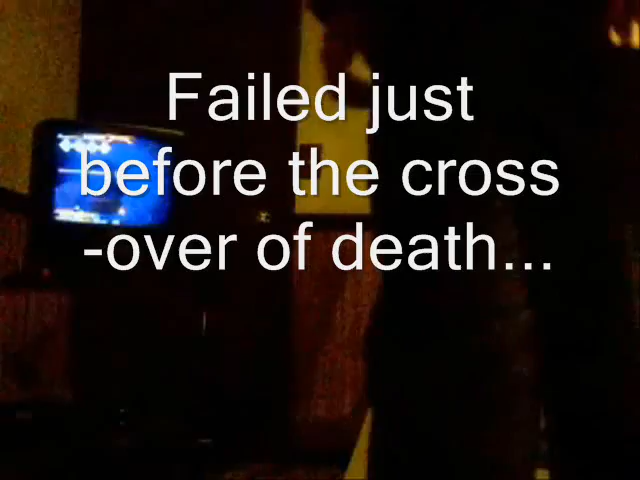 Failed just
before the cross
-over of death...